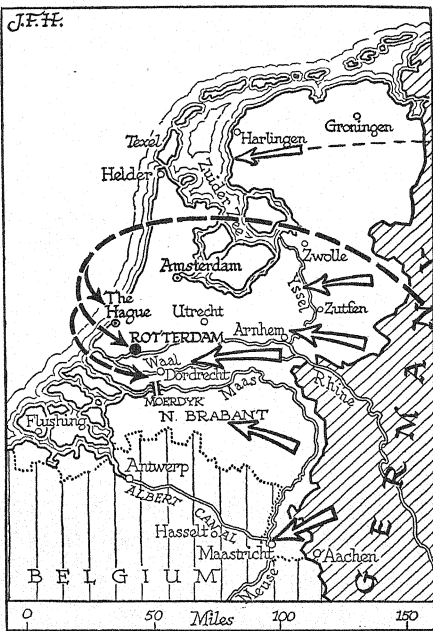 J.F.H.
Groningen
Harlingen
Texel
Helder
Zuider Zee
Zwolle
Amsterdam
Yssel
The
Hague
Utrecht
Zutfen
ROTTERDAM
Arnhem
Waal
Dordrecht
Maas
Rhine
MOERDYK
N. BRABANT
Flushing
GERMANY
Antwerp
ALBERT CANAL
Hasselt
Maastricht
Aachen
BELGIUM
Meuse
0 50 100 150
Miles